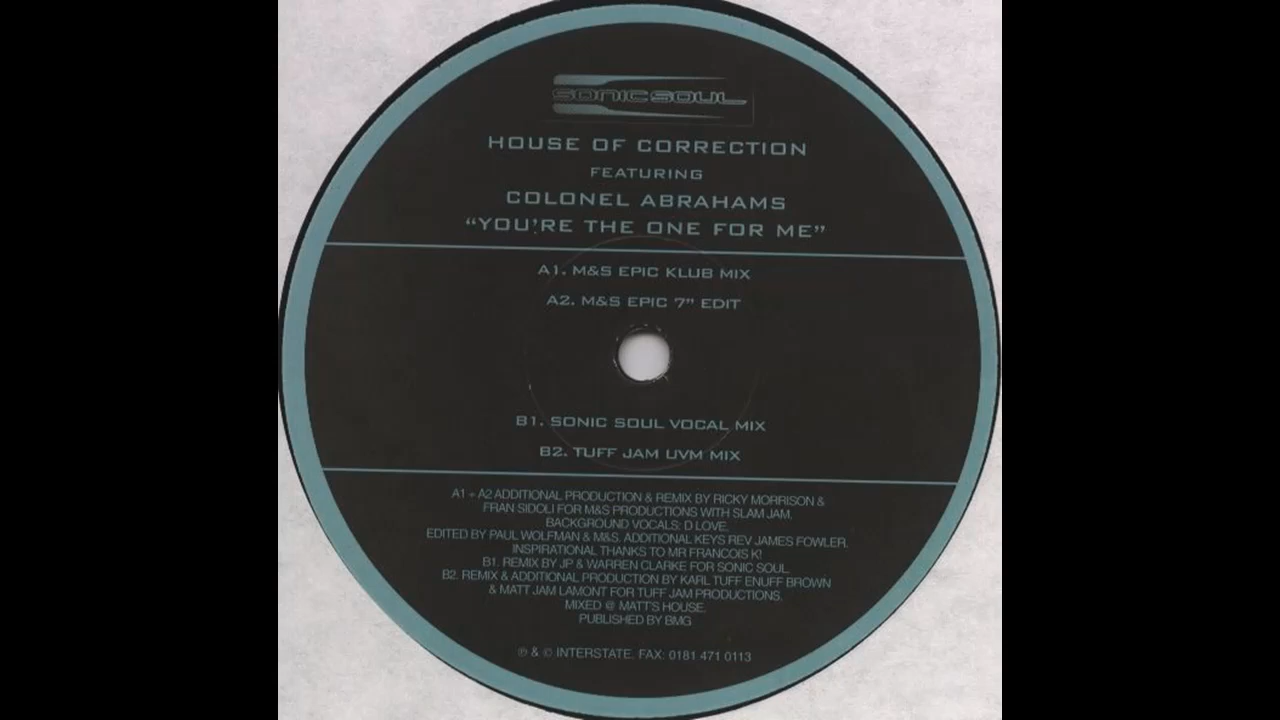 SONIC SOUL
HOUSE OF CORRECTION
FEATURING
COLONEL ABRAHAMS
“YOU’RE THE ONE FOR ME”
A1. M&S EPIC KLUB MIX
A2. M&S EPIC 7” EDIT
B1. SONIC SOUL VOCAL MIX
B2. TUFF JAM UVM MIX
A1 + A2 ADDITIONAL PRODUCTION & REMIX BY RICKY MORRISON &
FRAN SIDOLI FOR M&S PRODUCTIONS WITH SLAM JAM.
BACKGROUND VOCALS: D LOVE.
EDITED BY PAUL WOLFMAN & M&S. ADDITIONAL KEYS REV JAMES FOWLER.
INSPIRATIONAL THANKS TO MR FRANCOIS K!
B1. REMIX BY JP & WARREN CLARKE FOR SONIC SOUL.
B2. REMIX & ADDITIONAL PRODUCTION BY KARL TUFF ENUFF BROWN
& MATT JAM LAMONT FOR TUFF JAM PRODUCTIONS.
MIXED @ MATT'S HOUSE.
PUBLISHED BY BMG
℗ & © INTERSTATE. FAX: 0181 471 0113